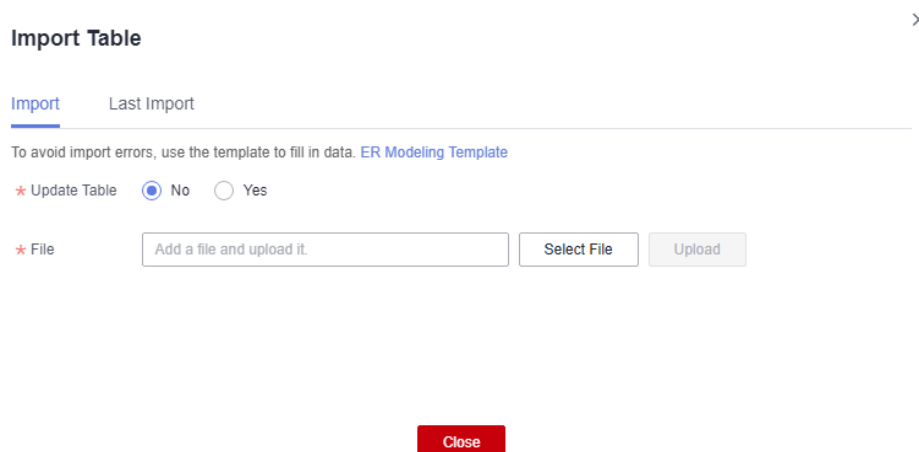 Import Table
Import Last Import
To avoid import errors, use the template to fill in data. ER Modeling Template
* Update Table No Yes
* File Add a file and upload it. Select File Upload
Close